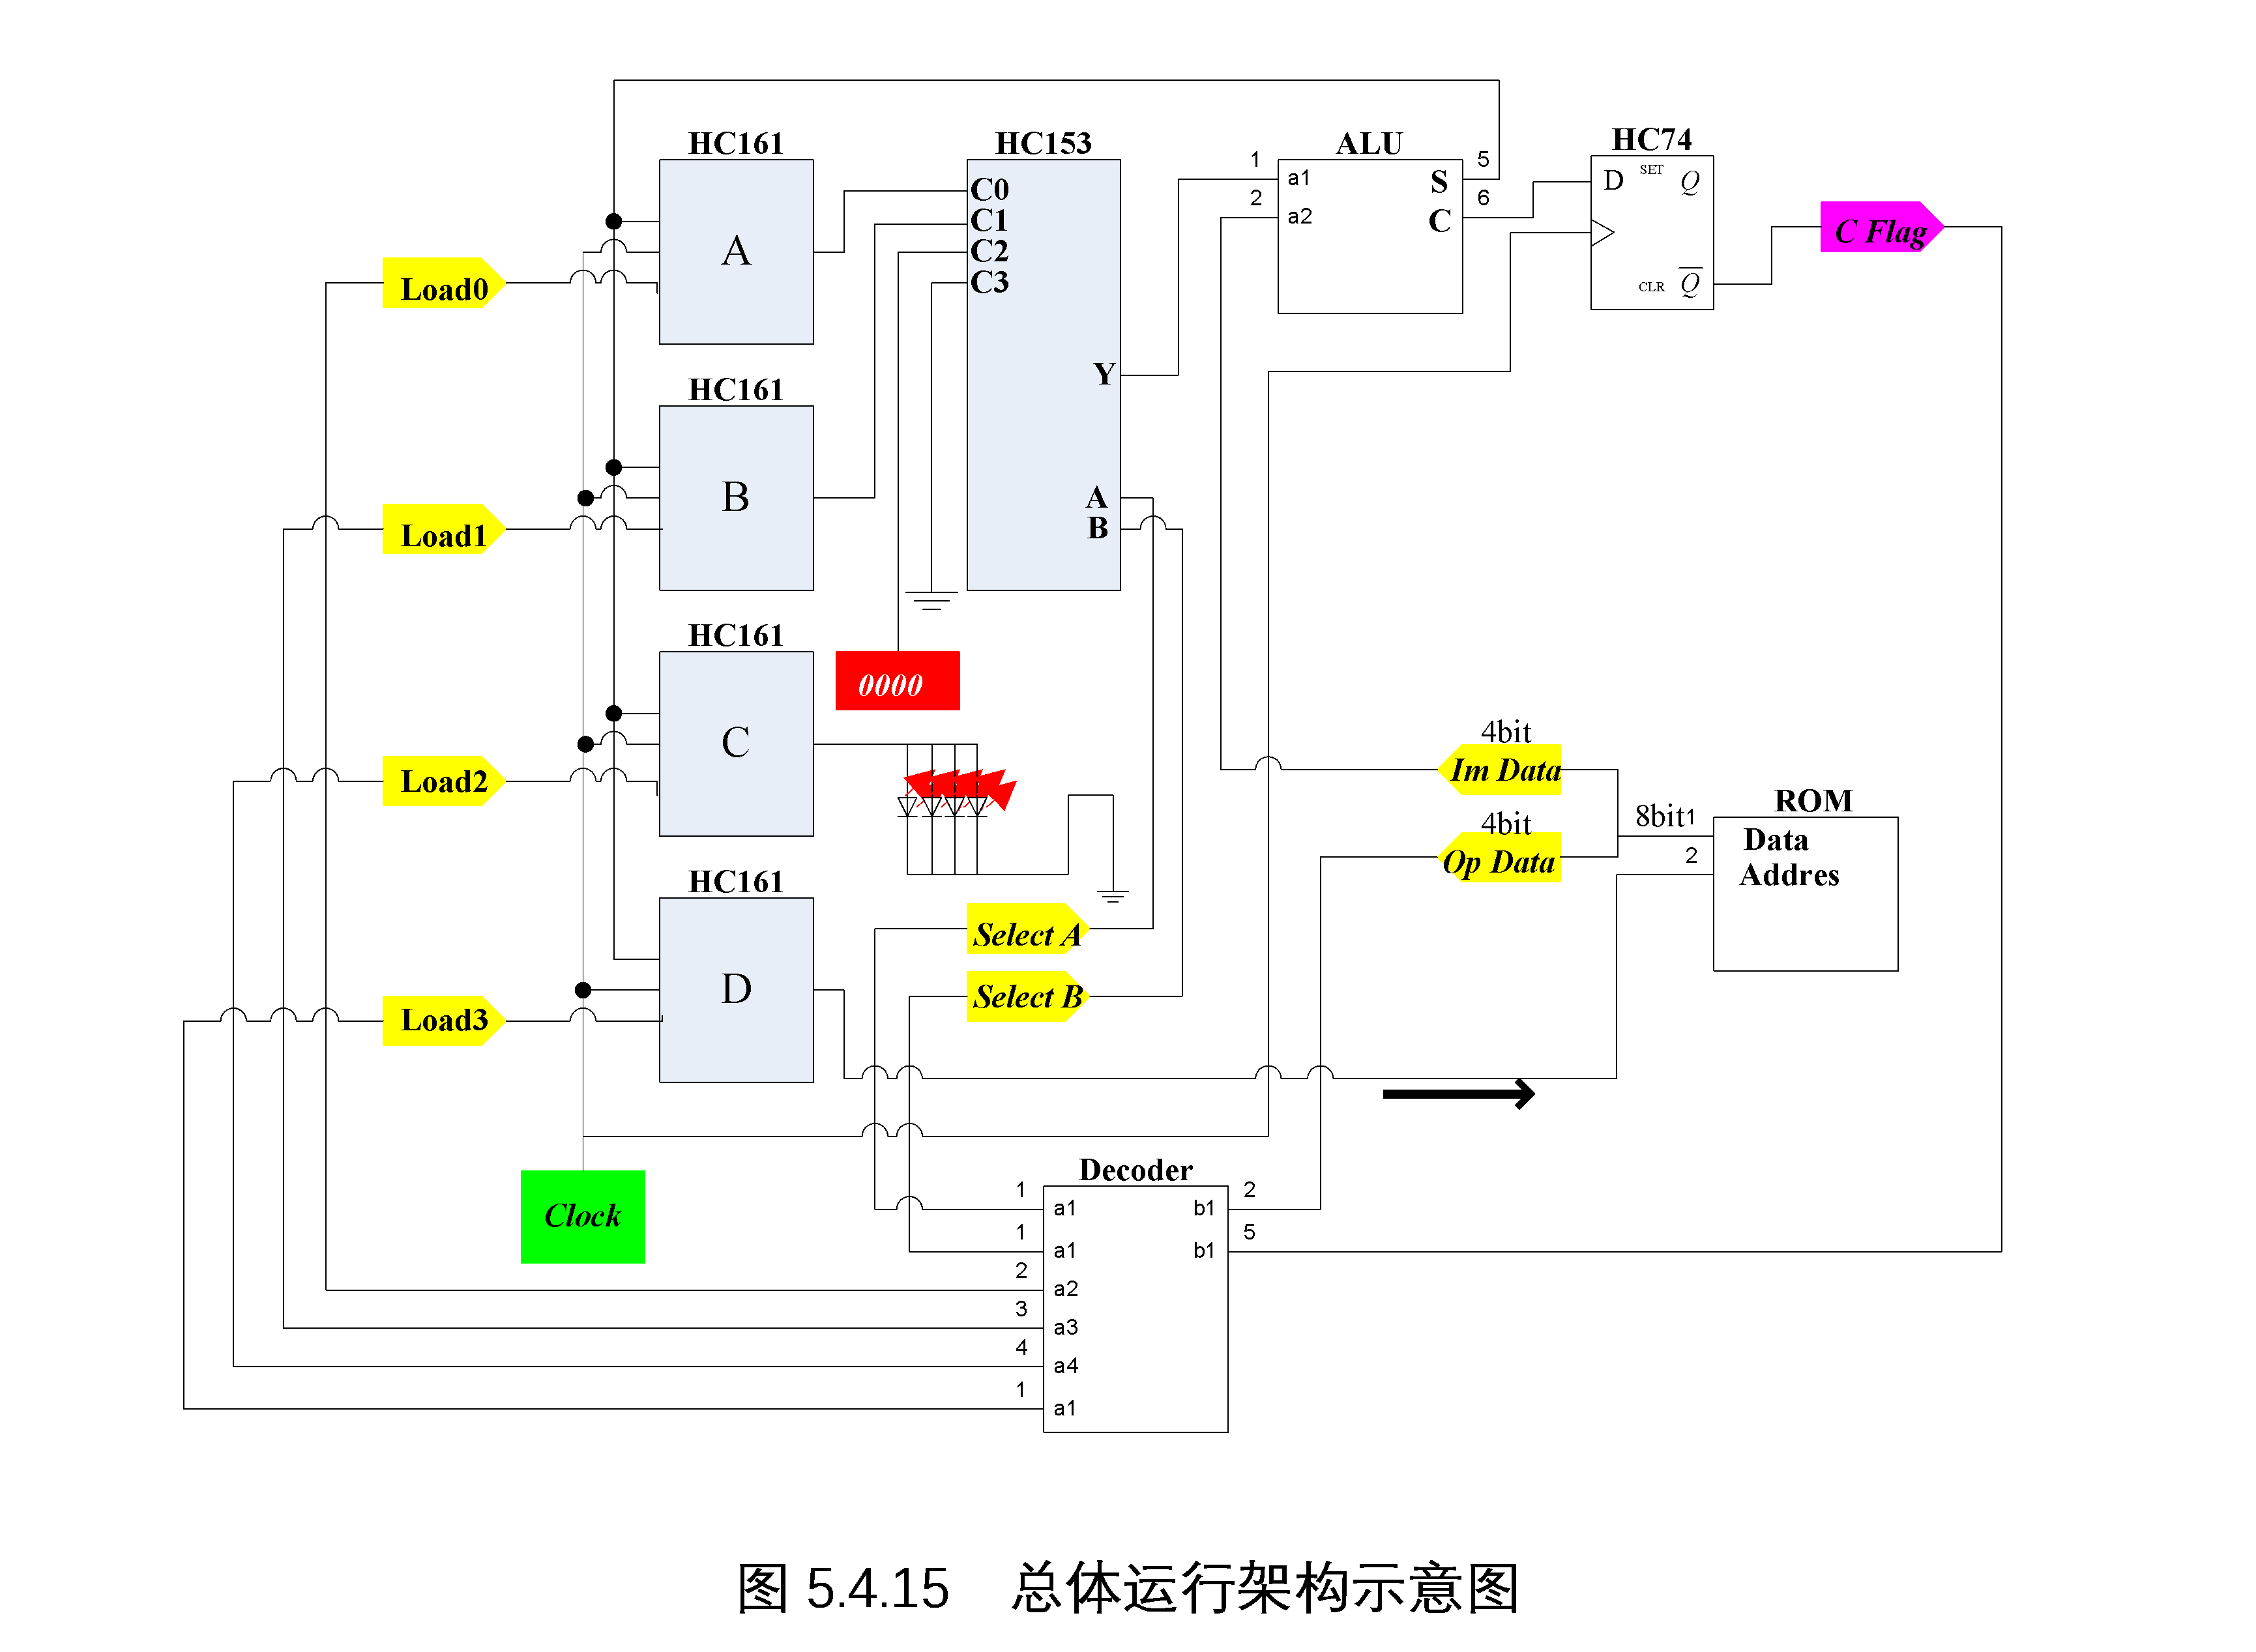 HC161
HC153
ALU
HC74
A
C0
C1
C2
C3
Y
A
B
1
2
a1
a2
S
C
5
6
D
SET
Q
CLR
Q
C Flag
Load0
HC161
B
Load1
HC161
C
0000
Load2
4bit
Im Data
4bit
Op Data
8bit
1
2
ROM
Data
Addres
HC161
D
Select A
Select B
Load3
Clock
Decoder
1
a1
b1
2
1
a1
b1
5
2
a2
3
a3
4
a4
1
a1
图 5.4.15 总体运行架构示意图